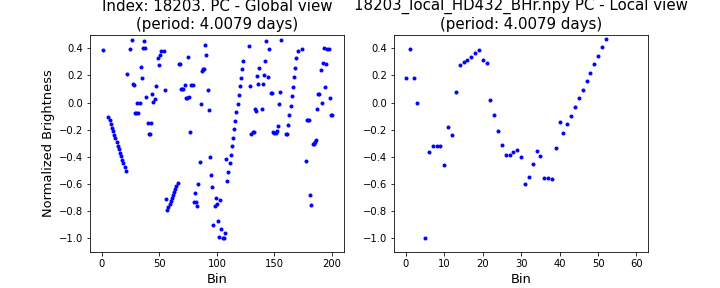 Index: 18203. PC - Global view
(period: 4.0079 days)
18203_local_HD432_BHr.npy PC - Local view
(period: 4.0079 days)
Normalized Brightness
0.4
0.2
0.0
−0.2
−0.4
−0.6
−0.8
−1.0
0 50 100 150 200
Bin
0.4
0.2
0.0
−0.2
−0.4
−0.6
−0.8
−1.0
0 10 20 30 40 50 60
Bin